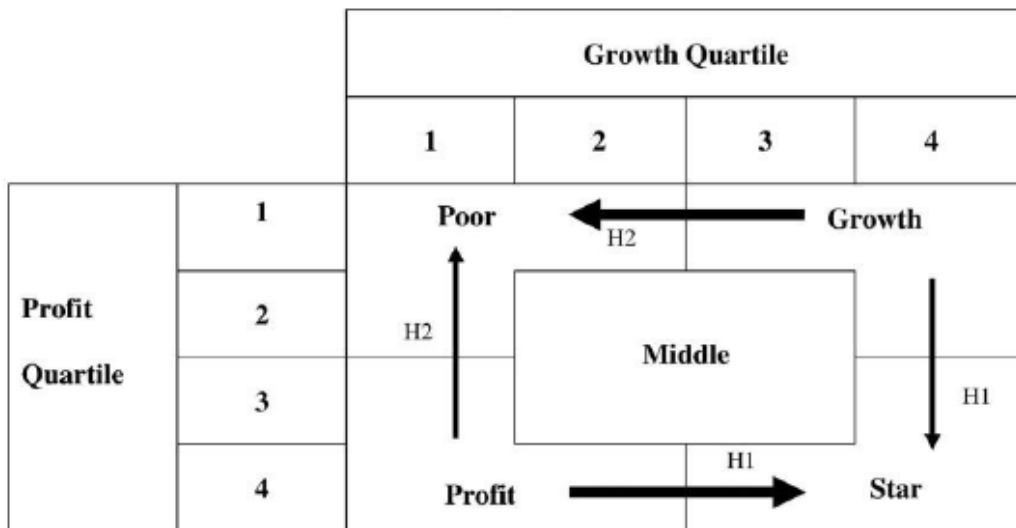 Growth Quartile
1 2 3 4
1 Poor H2 Growth
Profit Quartile
2 H2 Middle
3 H1
4 Profit H1 Star